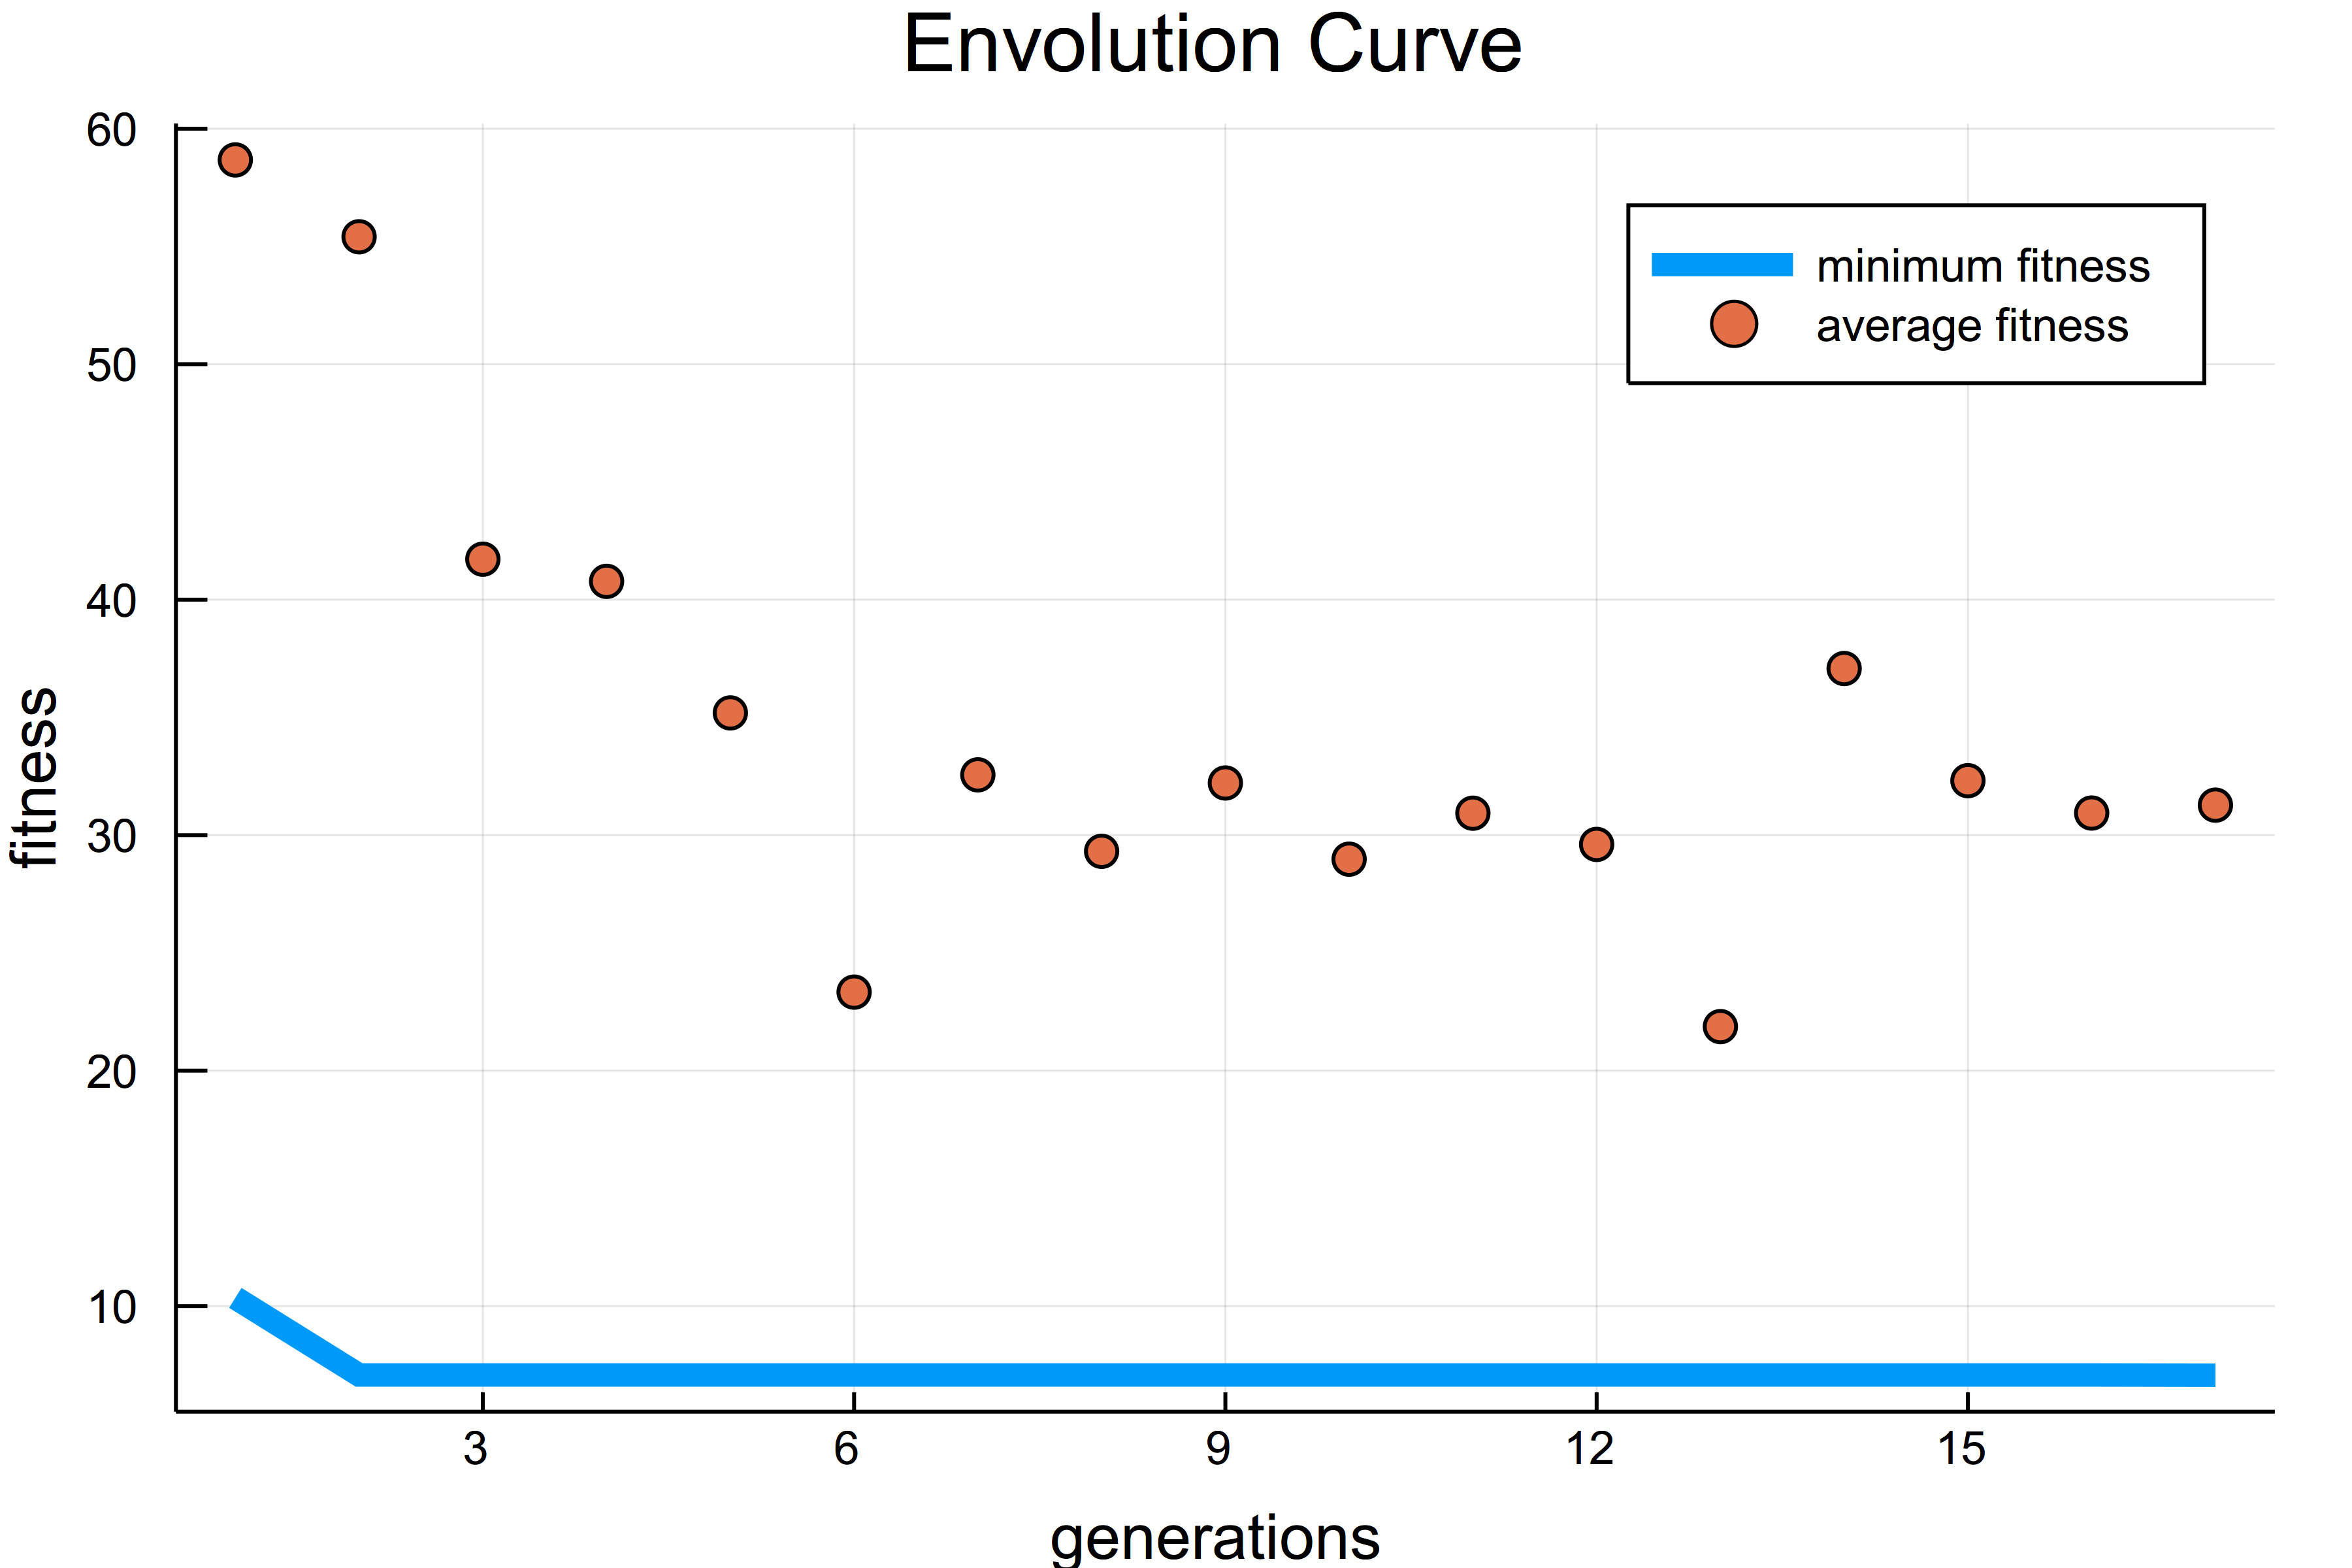 Envolution Curve
60
50
40
30
20
10
fitness
minimum fitness
average fitness
3 6 9 12 15
generations